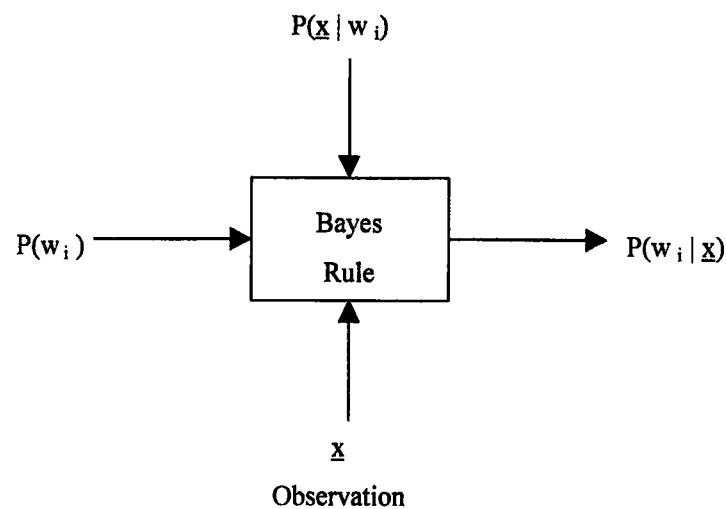 P(x | w i)
P(w i)
Bayes
Rule
P(w i | x)
x
Observation